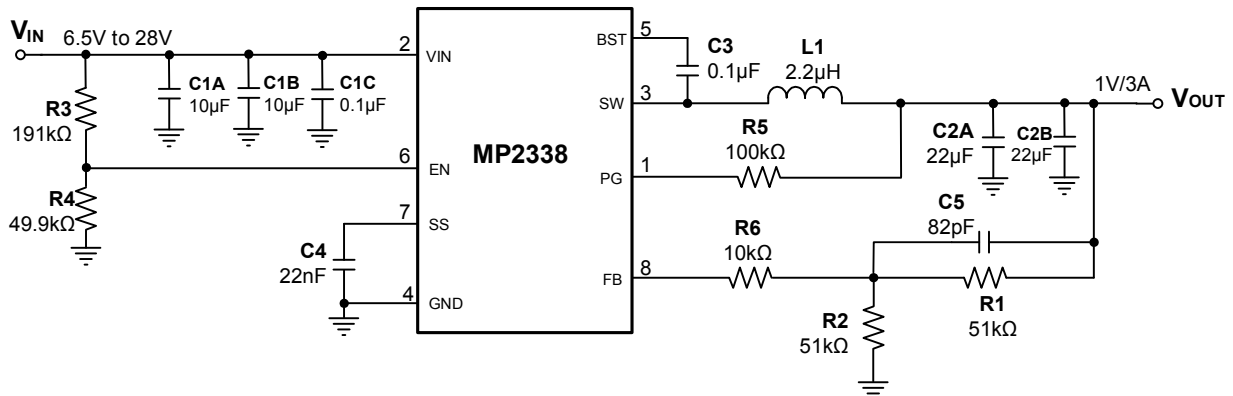 VIN
6.5V to 28V
R3
191kΩ
C1A
10µF
C1B
10µF
C1C
0.1µF
R4
49.9kΩ
C4
22nF
2
VIN
6
EN
7
SS
4
GND
MP2338
BST
5
SW
3
PG
1
FB
8
C3
0.1µF
L1
2.2µH
1V/3A
VOUT
R5
100kΩ
C2A
22µF
C2B
22µF
C5
82pF
R6
10kΩ
R1
51kΩ
R2
51kΩ